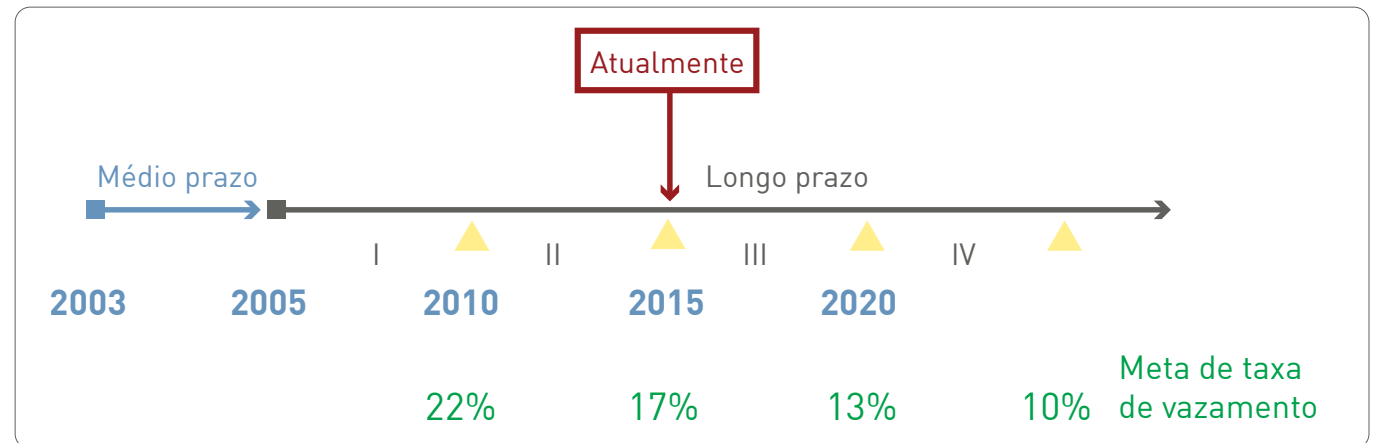 Atualmente
Médio prazo
Longo prazo
I
II
III
IV
2003
2005
2010
2015
2020
22%
17%
13%
10%
Meta de taxa
de vazamento